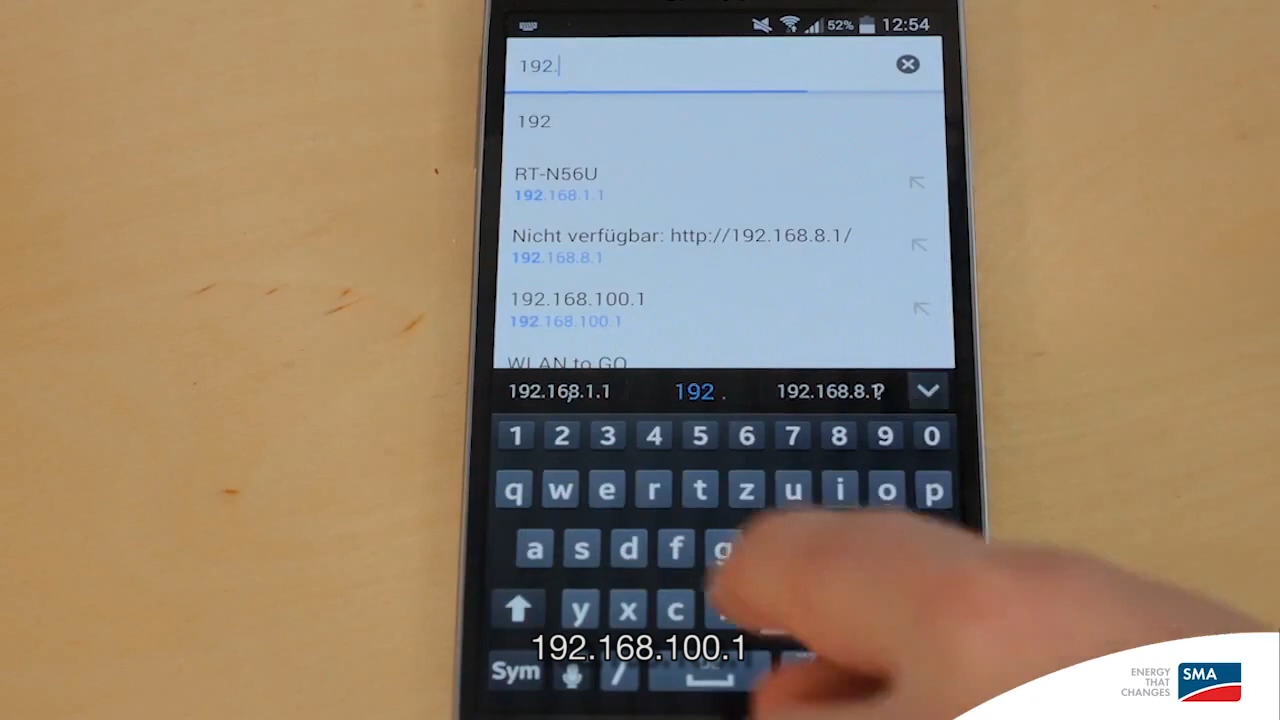 52% 12:54
192.
192
RT-N56U
192.168.1.1
Nicht verfügbar: http://192.168.8.1/
192.168.8.1
192.168.100.1
192.168.100.1
WLAN to GO
192.168.1.1 192. 192.168.8.1
1 2 3 4 5 6 7 8 9 0
q w e r t z u i o p
a s d f g
y x c
192.168.100.1
Sym /
ENERGY
THAT
CHANGES
SMA